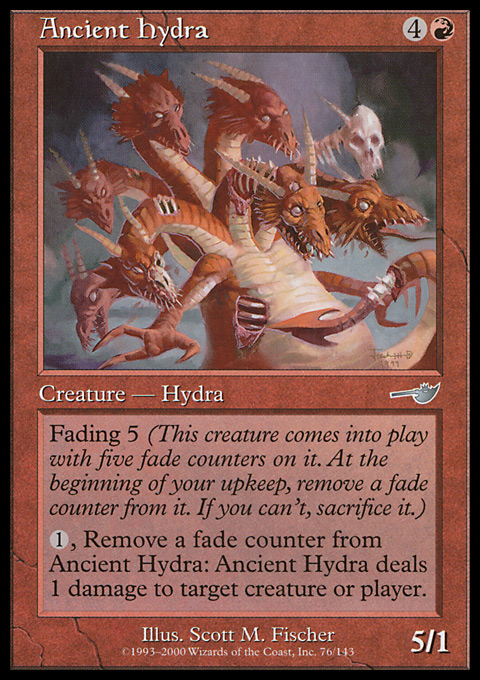 Ancient Hydra 4
Creature — Hydra
Fading 5 (This creature comes into play
with five fade counters on it. At the
beginning of your upkeep, remove a fade
counter from it. If you can't, sacrifice it.)
1, Remove a fade counter from
Ancient Hydra: Ancient Hydra deals
1 damage to target creature or player.
Illus. Scott M. Fischer
5/1
©1993–2000 Wizards of the Coast, Inc. 76/143